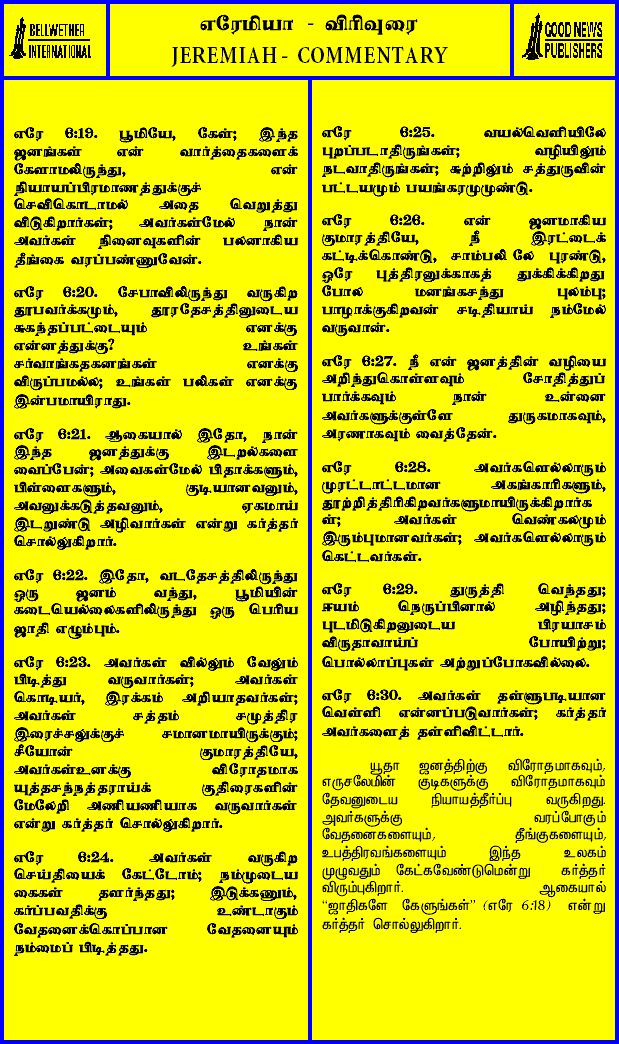 BELLWETHER
INTERNATIONAL
எரேமியா - விரிவுரை
JEREMIAH - COMMENTARY
GOOD NEWS
PUBLISHERS
எரே 6:19. பூமியே, கேள்; இந்த
ஜனங்கள் என் வார்த்தைகளைக்
கேளாமலிருந்து, என்
நியாயப்பிரமாணத்துக்குச்
செவிகொடாமல் அதை வெறுத்து
விடுகிறார்கள்; அவர்கள்மேல் நான்
அவர்கள் நினைவுகளின் பலனாகிய
தீங்கை வரப்பண்ணுவேன்.
எரே 6:20. சேபாவிலிருந்து வருகிற
தூபவர்க்கமும், தூரதேசத்தினுடைய
சுகந்தப்பட்டையும் எனக்கு
என்னத்துக்கு? உங்கள்
சர்வாங்கதகனங்கள் எனக்கு
விருப்பமல்ல; உங்கள் பலிகள் எனக்கு
இன்பமாயிராது.
எரே 6:21. ஆகையால் இதோ, நான்
இந்த ஜனத்துக்கு இடறல்களை
வைப்பேன்; அவைகள்மேல் பிதாக்களும்,
பிள்ளைகளும், குடியானவனும்,
அவனுக்கடுத்தவனும், ஏகமாய்
இடறுண்டு அழிவார்கள் என்று கர்த்தர்
சொல்லுகிறார்.
எரே 6:22. இதோ, வடதேசத்திலிருந்து
ஒரு ஜனம் வந்து, பூமியின்
கடையெல்லைகளிலிருந்து ஒரு பெரிய
ஜாதி எழும்பும்.
எரே 6:23. அவர்கள் வில்லும் வேலும்
பிடித்து வருவார்கள்; அவர்கள்
கொடியர், இரக்கம் அறியாதவர்கள்;
அவர்கள் சத்தம் சமுத்திர
இரைச்சலுக்குச் சமானமாயிருக்கும்;
சீயோன் குமாரத்தியே,
அவர்கள்உனக்கு விரோதமாக
யுத்தசந்நத்தராய்க் குதிரைகளின்
மேலேறி அணியணியாக வருவார்கள்
என்று கர்த்தர் சொல்லுகிறார்.
எரே 6:24. அவர்கள் வருகிற
செய்தியைக் கேட்டோம்; நம்முடைய
கைகள் தளர்ந்தது; இடுக்கணும்,
கர்ப்பவதிக்கு உண்டாகும்
வேதனைக்கொப்பான வேதனையும்
நம்மைப் பிடித்தது.
எரே 6:25. வயல்வெளியிலே
புறப்படாதிருங்கள்; வழியிலும்
நடவாதிருங்கள்; சுற்றிலும் சத்துருவின்
பட்டயமும் பயங்கரமுமுண்டு.
எரே 6:26. என் ஜனமாகிய
குமாரத்தியே, நீ இரட்டைக்
கட்டிக்கொண்டு, சாம்பலி லே புரண்டு,
ஒரே புத்திரனுக்காகத் துக்கிக்கிறது
போல மனங்கசந்து புலம்பு;
பாழாக்குகிறவன் சடிதியாய் நம்மேல்
வருவான்.
எரே 6:27. நீ என் ஜனத்தின் வழியை
அறிந்துகொள்ளவும் சோதித்துப்
பார்க்கவும் நான் உன்னை
அவர்களுக்குள்ளே துருகமாகவும்,
அரணாகவும் வைத்தேன்.
எரே 6:28. அவர்களெல்லாரும்
முரட்டாட்டமான அகங்காரிகளும்,
தூற்றித்திரிகிறவர்களுமாயிருக்கிறார்க
ள்; அவர்கள் வெண்கலமும்
இரும்புமானவர்கள்; அவர்களெல்லாரும்
கெட்டவர்கள்.
எரே 6:29. துருத்தி வெந்தது;
ஈயம் நெருப்பினால் அழிந்தது;
புடமிடுகிறனுடைய பிரயாசம்
விருதாவாய்ப் போயிற்று;
பொல்லாப்புகள் அற்றுப்போகவில்லை.
எரே 6:30. அவர்கள் தள்ளுபடியான
வெள்ளி என்னப்படுவார்கள்; கர்த்தர்
அவர்களைத் தள்ளிவிட்டார்.
யூதா ஜனத்திற்கு விரோதமாகவும்,
எருசலேமின் குடிகளுக்கு விரோதமாகவும்
தேவனுடைய நியாயத்தீர்ப்பு வருகிறது.
அவர்களுக்கு வரப்போகும்
வேதனைகளையும், தீங்குகளையும்,
உபத்திரவங்களையும் இந்த உலகம்
முழுவதும் கேட்கவேண்டுமென்று கர்த்தர்
விரும்புகிறார். ஆகையால்
“ஜாதிகளே கேளுங்கள்” (எரே 6:18) என்று
கர்த்தர் சொல்லுகிறார்.